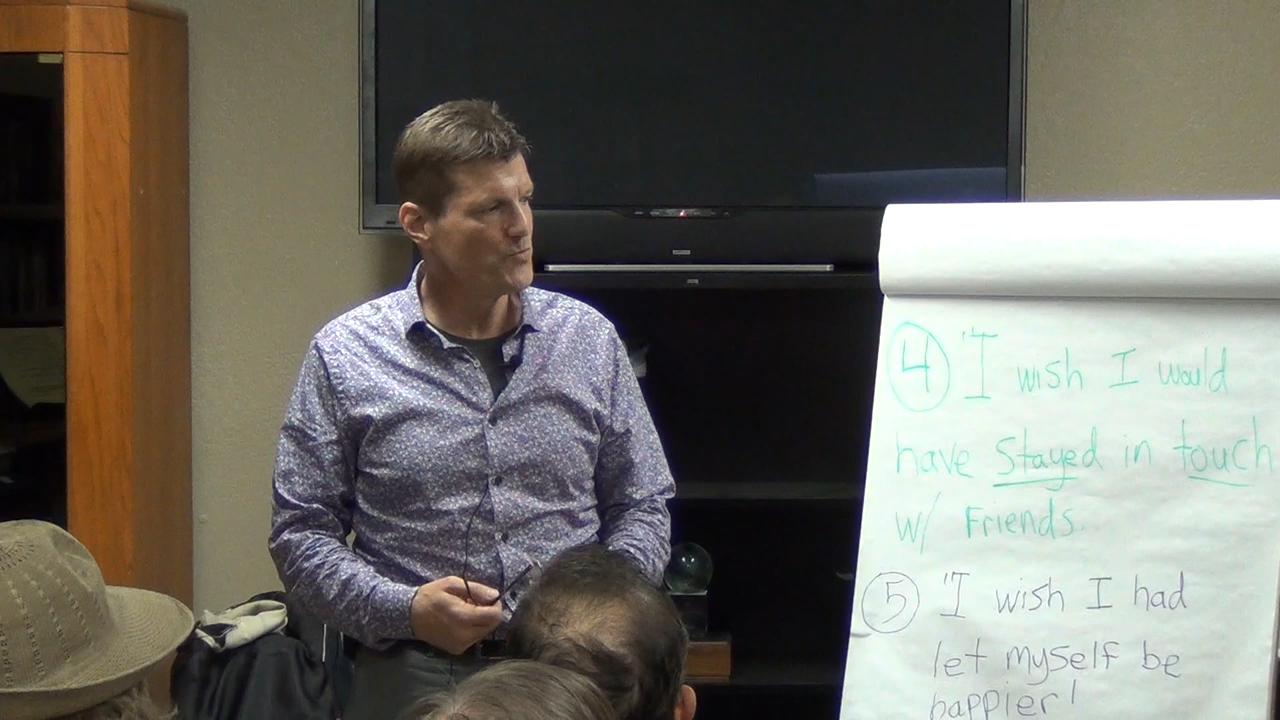 ④ "I wish I would
have stayed in touch
w/ Friends.
⑤ "I wish I had
let myself be
happier!